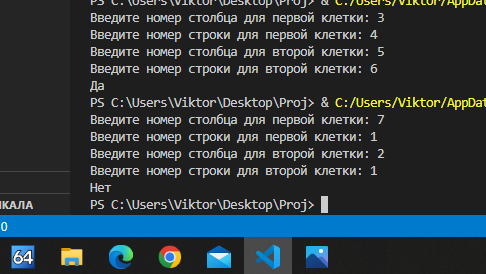 PS C:\Users\Viktor\Desktop\Proj> & C:/Users/Viktor/AppDat
Введите номер столбца для первой клетки: 3
Введите номер строки для первой клетки: 4
Введите номер столбца для второй клетки: 5
Введите номер строки для второй клетки: 6
Да
PS C:\Users\Viktor\Desktop\Proj> & C:/Users/Viktor/AppDat
Введите номер столбца для первой клетки: 7
Введите номер строки для первой клетки: 1
Введите номер столбца для второй клетки: 2
Введите номер строки для второй клетки: 1
Нет
ИКАЛА
PS C:\Users\Viktor\Desktop\Proj>
0
64